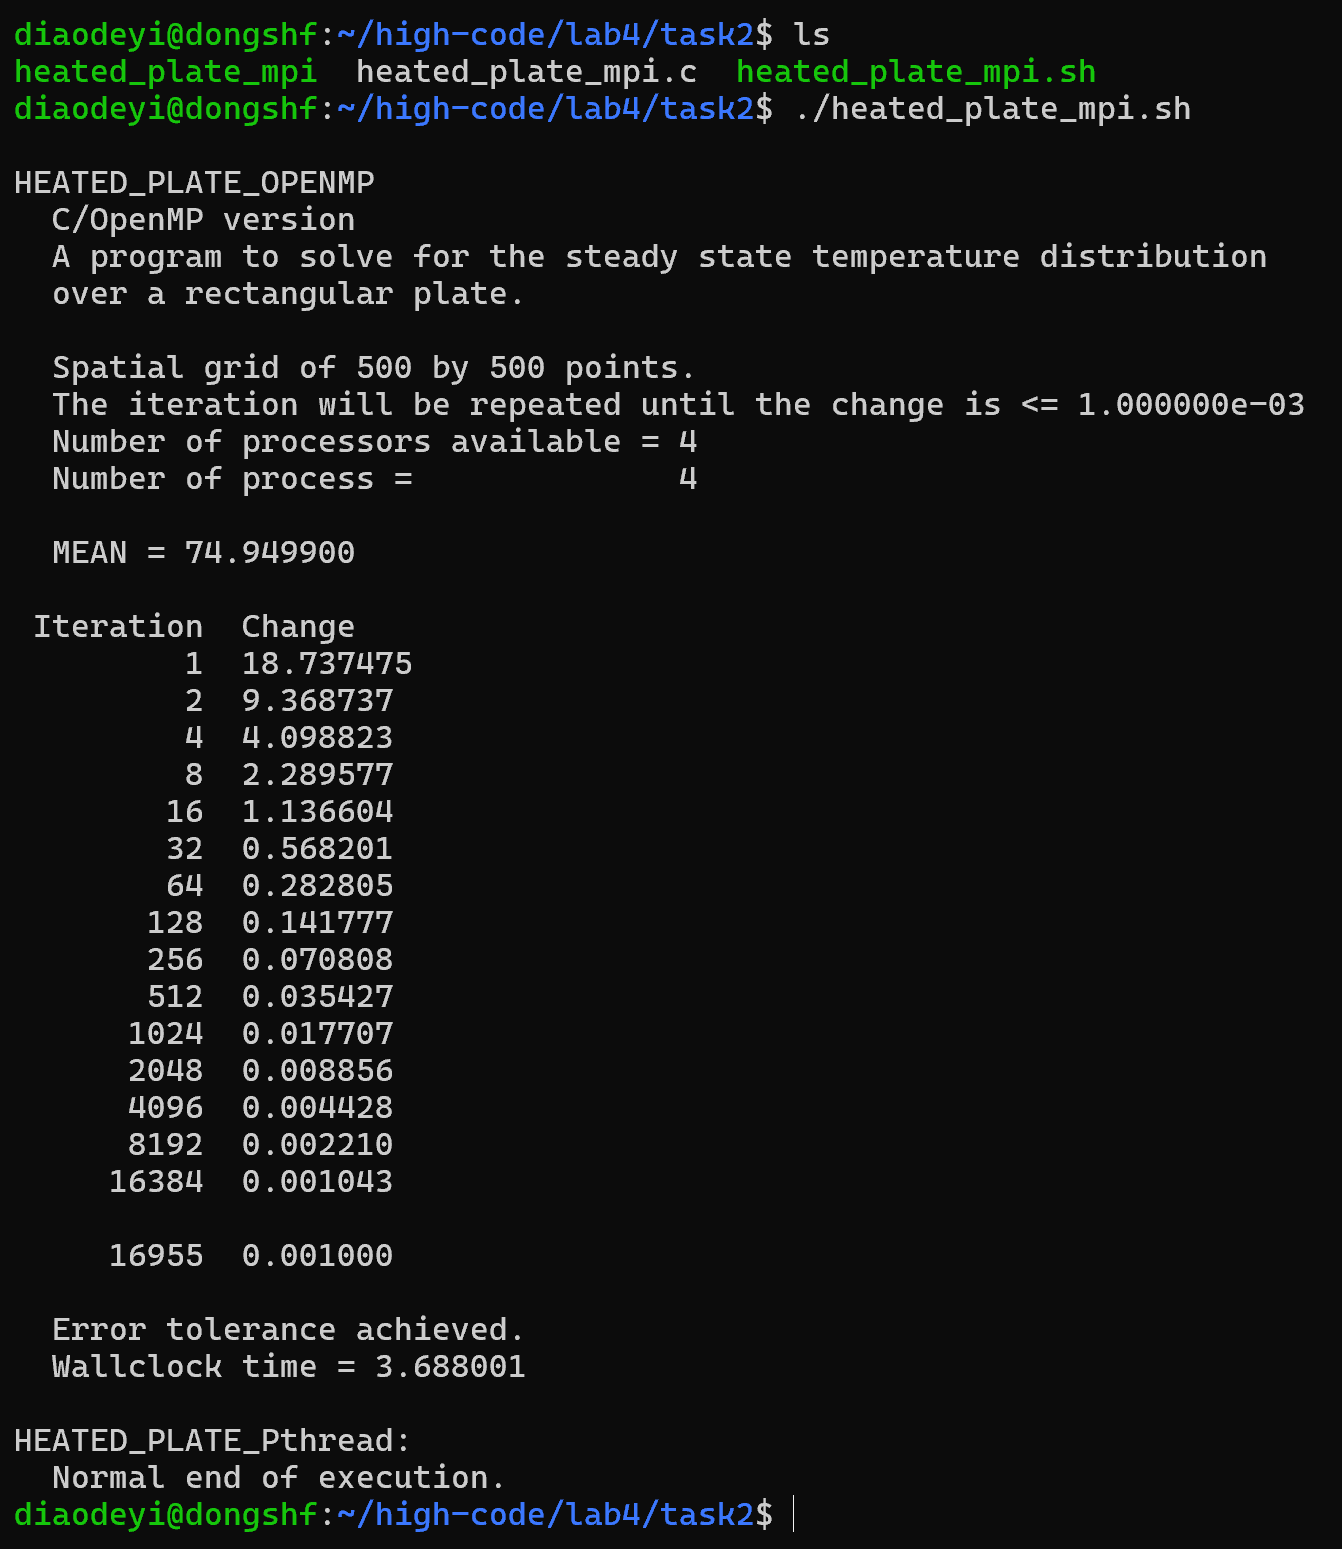 diaodeyi@dongshf:~/high-code/lab4/task2$ ls
heated_plate_mpi  heated_plate_mpi.c  heated_plate_mpi.sh
diaodeyi@dongshf:~/high-code/lab4/task2$ ./heated_plate_mpi.sh

HEATED_PLATE_OPENMP
  C/OpenMP version
  A program to solve for the steady state temperature distribution
  over a rectangular plate.

  Spatial grid of 500 by 500 points.
  The iteration will be repeated until the change is <= 1.000000e-03
  Number of processors available = 4
  Number of process =              4

  MEAN = 74.949900

 Iteration  Change
         1  18.737475
         2  9.368737
         4  4.098823
         8  2.289577
        16  1.136604
        32  0.568201
        64  0.282805
       128  0.141777
       256  0.070808
       512  0.035427
      1024  0.017707
      2048  0.008856
      4096  0.004428
      8192  0.002210
     16384  0.001043

     16955  0.001000

  Error tolerance achieved.
  Wallclock time = 3.688001

HEATED_PLATE_Pthread:
  Normal end of execution.
diaodeyi@dongshf:~/high-code/lab4/task2$